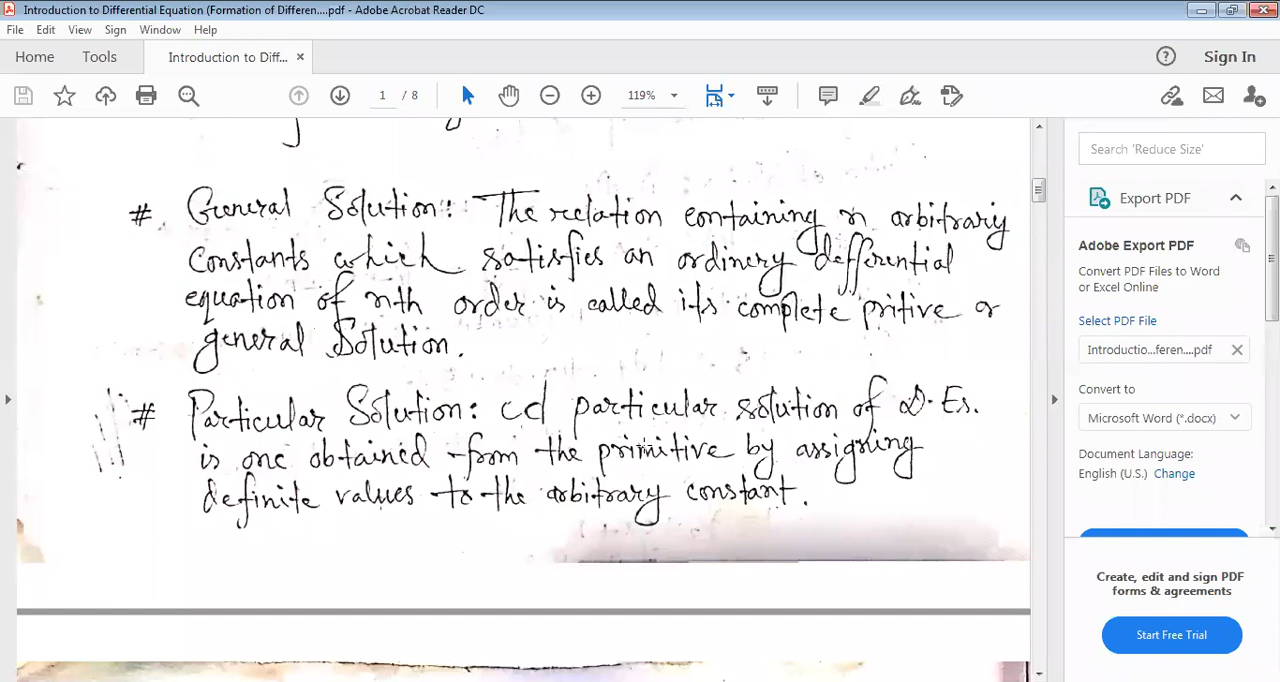 Introduction to Differential Equation (Formation of Differen....pdf - Adobe Acrobat Reader DC
File Edit View Sign Window Help
Home Tools Introduction to Diff... × Sign In
1 / 8 119%
# General Solution: The relation containing n arbitrary
constants which satisfies an ordinery defferential
equation of nth order is called its complete pritive or
general Solution.
# Particular Solution: A particular solution of D.Es.
is one obtained from the primitive by assigning
definite values to the arbitrary constant.
Search 'Reduce Size'
Export PDF
Adobe Export PDF
Convert PDF Files to Word
or Excel Online
Select PDF File
Introductio...feren....pdf
Convert to
Microsoft Word (*.docx)
Document Language:
English (U.S.) Change
Create, edit and sign PDF
forms & agreements
Start Free Trial